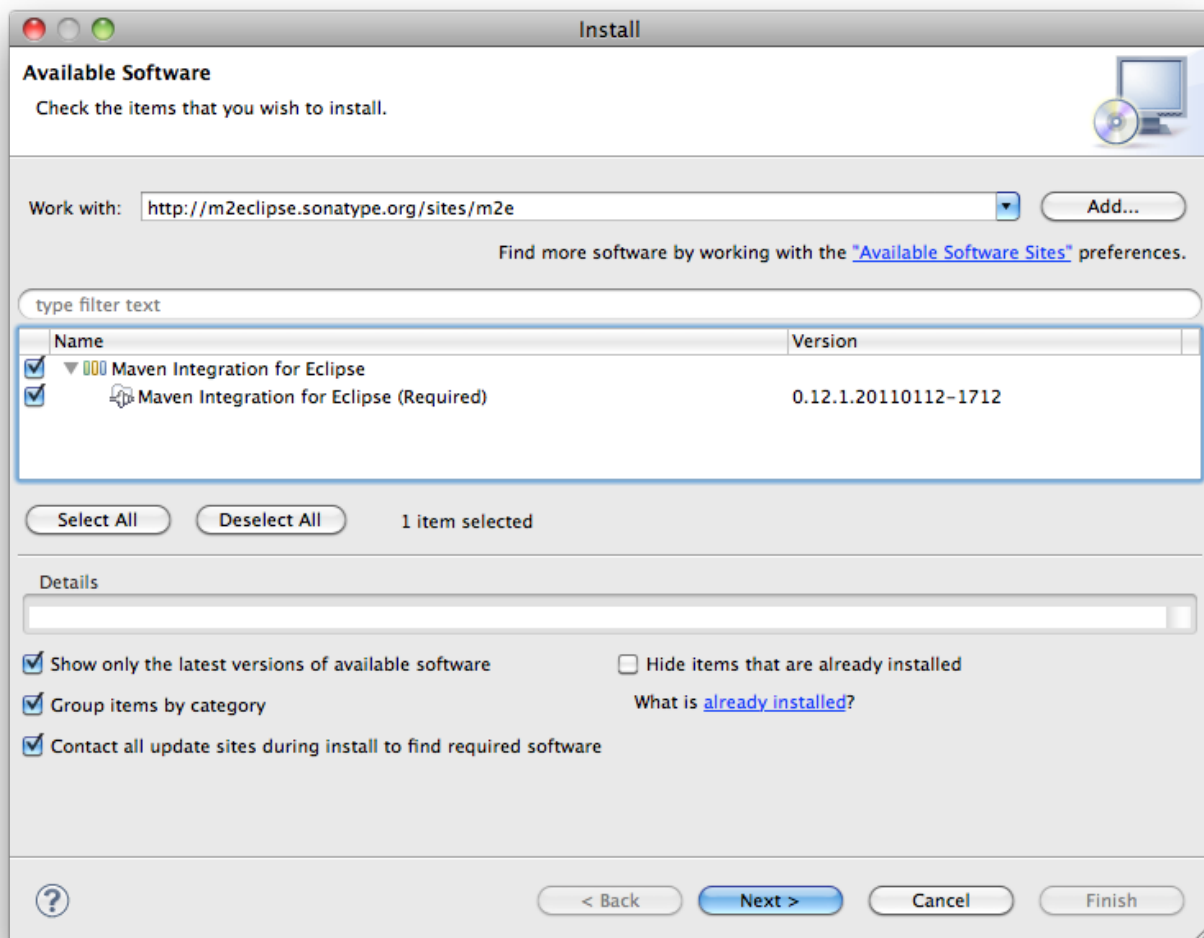 Install
Available Software
Check the items that you wish to install.
Work with: http://m2eclipse.sonatype.org/sites/m2e Add...
Find more software by working with the "Available Software Sites" preferences.
type filter text
Name Version
Maven Integration for Eclipse
Maven Integration for Eclipse (Required) 0.12.1.20110112-1712
Select All Deselect All 1 item selected
Details
Show only the latest versions of available software Hide items that are already installed
Group items by category What is already installed?
Contact all update sites during install to find required software
? < Back Next > Cancel Finish